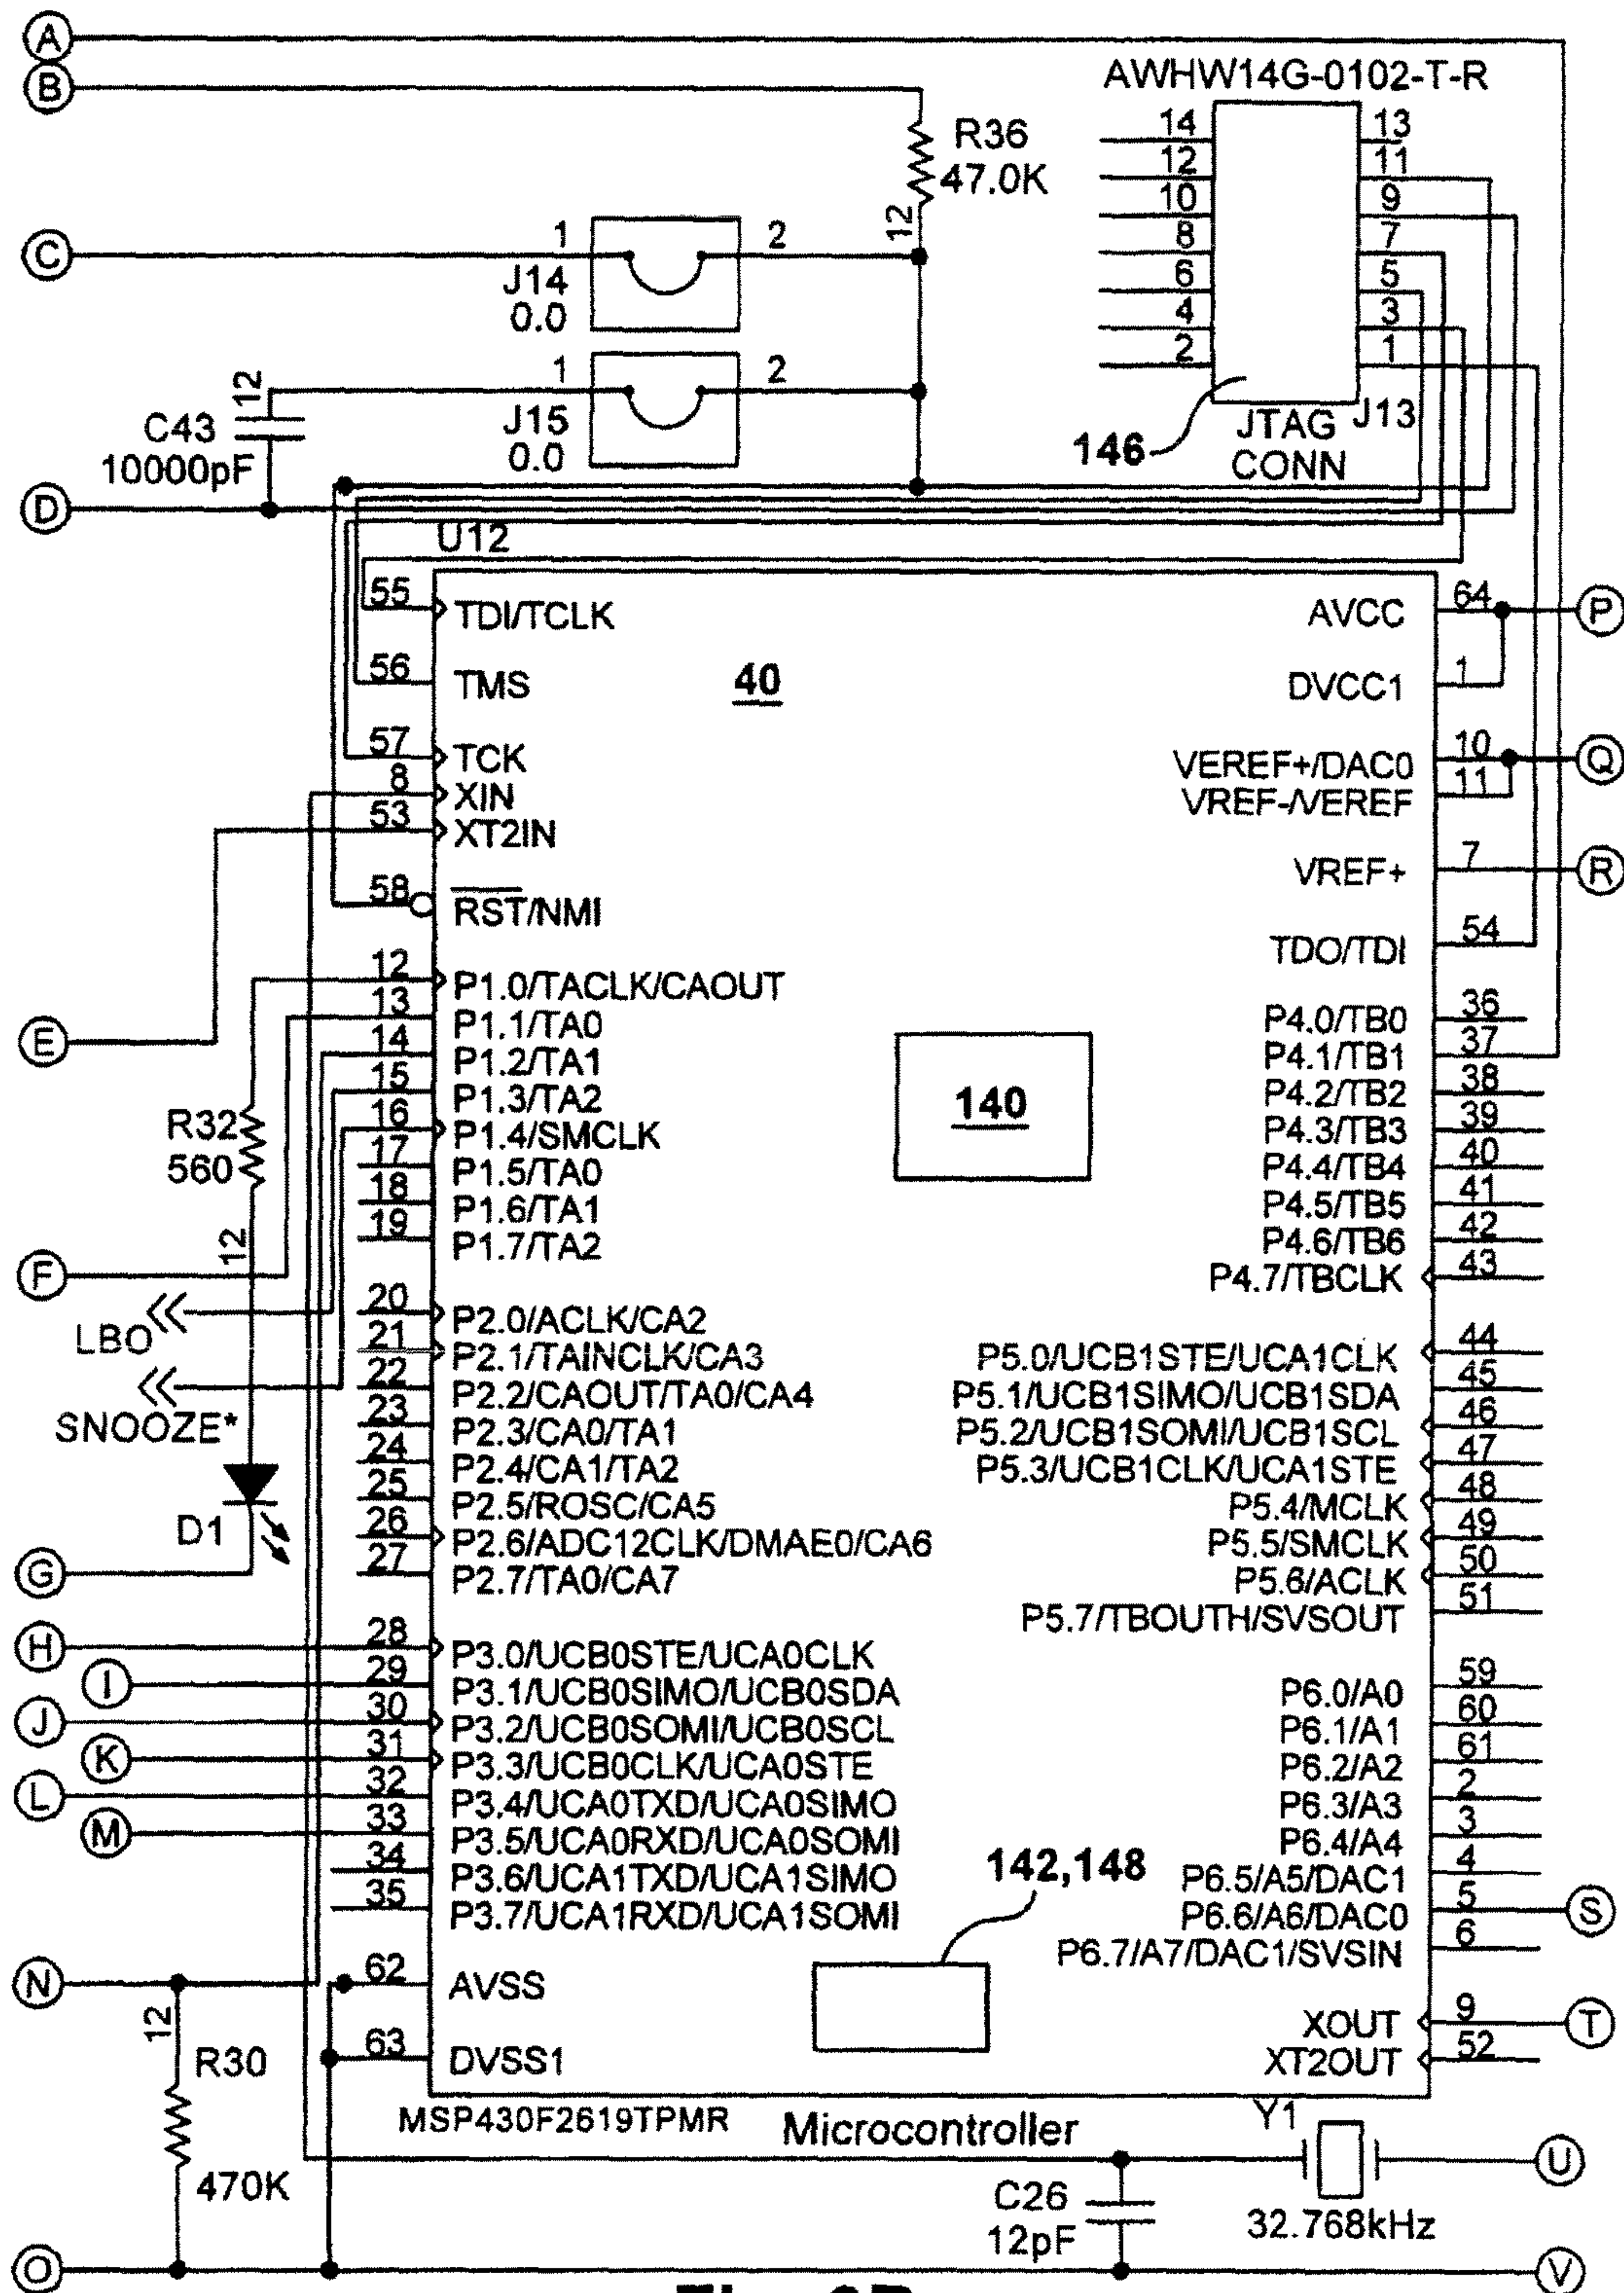 A
B
AWHW14G-0102-T-R
R36
47.0K
12
14 13
12 11
10 9
8 7
6 5
4 3
2 1
C
1 2
J14
0.0
1 2
J15
0.0
12
C43
10000pF
146
JTAG J13
CONN
D
U12
55 TDI/TCLK
56 TMS
57 TCK
8 XIN
53 XT2IN
58 RST/NMI
40
AVCC 64 P
DVCC1 1
VEREF+/DAC0 10 Q
VREF-/VEREF 11
VREF+ 7 R
TDO/TDI 54
12 P1.0/TACLK/CAOUT
13 P1.1/TA0
14 P1.2/TA1
15 P1.3/TA2
16 P1.4/SMCLK
17 P1.5/TA0
18 P1.6/TA1
19 P1.7/TA2
E
R32
560
12
F
LBO
SNOOZE*
D1
G
140
P4.0/TB0 36
P4.1/TB1 37
P4.2/TB2 38
P4.3/TB3 39
P4.4/TB4 40
P4.5/TB5 41
P4.6/TB6 42
P4.7/TBCLK 43
20 P2.0/ACLK/CA2
21 P2.1/TAINCLK/CA3
22 P2.2/CAOUT/TA0/CA4
23 P2.3/CA0/TA1
24 P2.4/CA1/TA2
25 P2.5/ROSC/CA5
26 P2.6/ADC12CLK/DMAE0/CA6
27 P2.7/TA0/CA7
P5.0/UCB1STE/UCA1CLK 44
P5.1/UCB1SIMO/UCB1SDA 45
P5.2/UCB1SOMI/UCB1SCL 46
P5.3/UCB1CLK/UCA1STE 47
P5.4/MCLK 48
P5.5/SMCLK 49
P5.6/ACLK 50
P5.7/TBOUTH/SVSOUT 51
H 28 P3.0/UCB0STE/UCA0CLK
I 29 P3.1/UCB0SIMO/UCB0SDA
J 30 P3.2/UCB0SOMI/UCB0SCL
K 31 P3.3/UCB0CLK/UCA0STE
L 32 P3.4/UCA0TXD/UCA0SIMO
M 33 P3.5/UCA0RXD/UCA0SOMI
34 P3.6/UCA1TXD/UCA1SIMO
35 P3.7/UCA1RXD/UCA1SOMI
P6.0/A0 59
P6.1/A1 60
P6.2/A2 61
P6.3/A3 2
P6.4/A4 3
P6.5/A5/DAC1 4
P6.6/A6/DAC0 5 S
P6.7/A7/DAC1/SVSIN 6
142,148
N
62 AVSS
63 DVSS1
XOUT 9 T
XT2OUT 52
12
R30
470K
MSP430F2619TPMR
Microcontroller
Y1
U
C26
12pF
32.768kHz
O
V